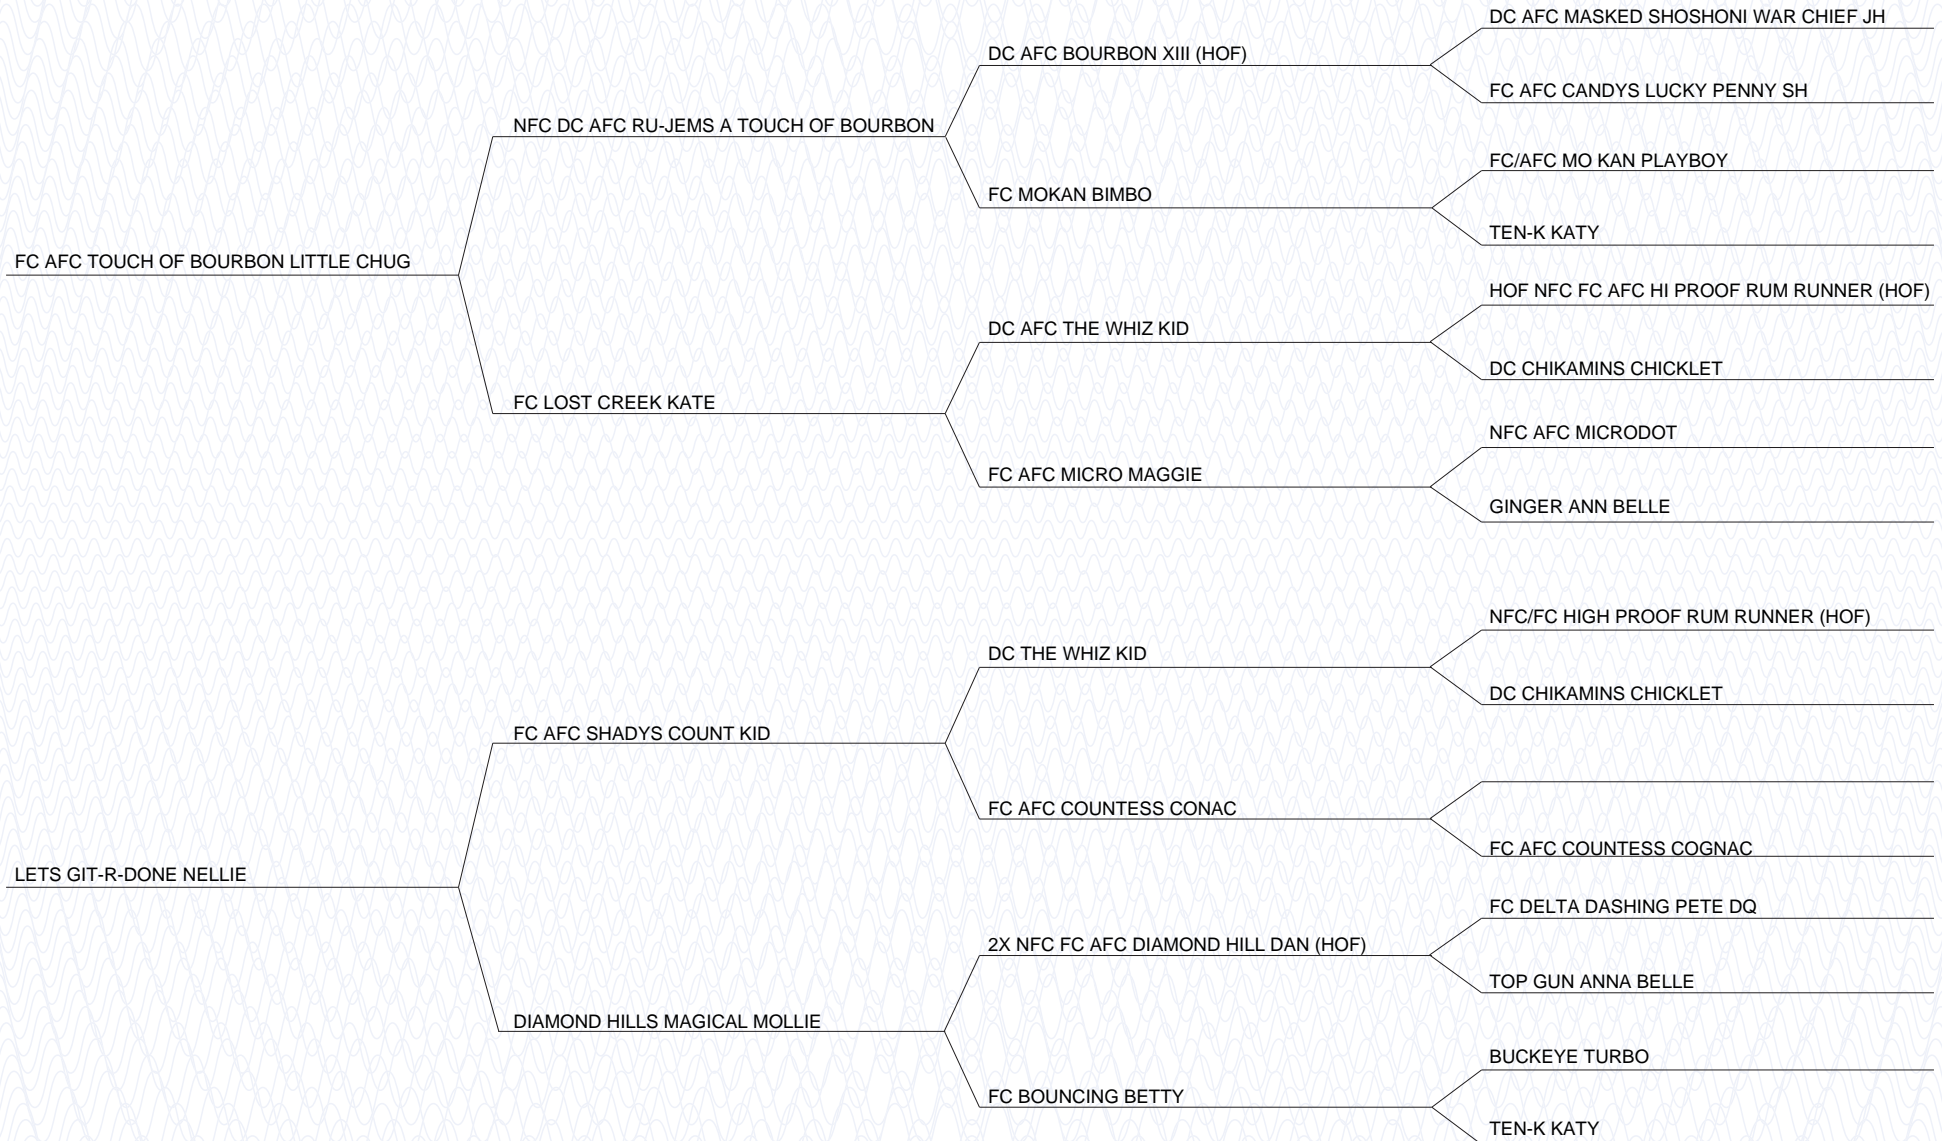 DC AFC MASKED SHOSHONI WAR CHIEF JH
DC AFC BOURBON XIII (HOF)
FC AFC CANDYS LUCKY PENNY SH
NFC DC AFC RU-JEMS A TOUCH OF BOURBON
FC/AFC MO KAN PLAYBOY
FC MOKAN BIMBO
TEN-K KATY
FC AFC TOUCH OF BOURBON LITTLE CHUG
HOF NFC FC AFC HI PROOF RUM RUNNER (HOF)
DC AFC THE WHIZ KID
DC CHIKAMINS CHICKLET
FC LOST CREEK KATE
NFC AFC MICRODOT
FC AFC MICRO MAGGIE
GINGER ANN BELLE
NFC/FC HIGH PROOF RUM RUNNER (HOF)
DC THE WHIZ KID
DC CHIKAMINS CHICKLET
FC AFC SHADYS COUNT KID
FC AFC COUNTESS CONAC
FC AFC COUNTESS COGNAC
LETS GIT-R-DONE NELLIE
FC DELTA DASHING PETE DQ
2X NFC FC AFC DIAMOND HILL DAN (HOF)
TOP GUN ANNA BELLE
DIAMOND HILLS MAGICAL MOLLIE
BUCKEYE TURBO
FC BOUNCING BETTY
TEN-K KATY